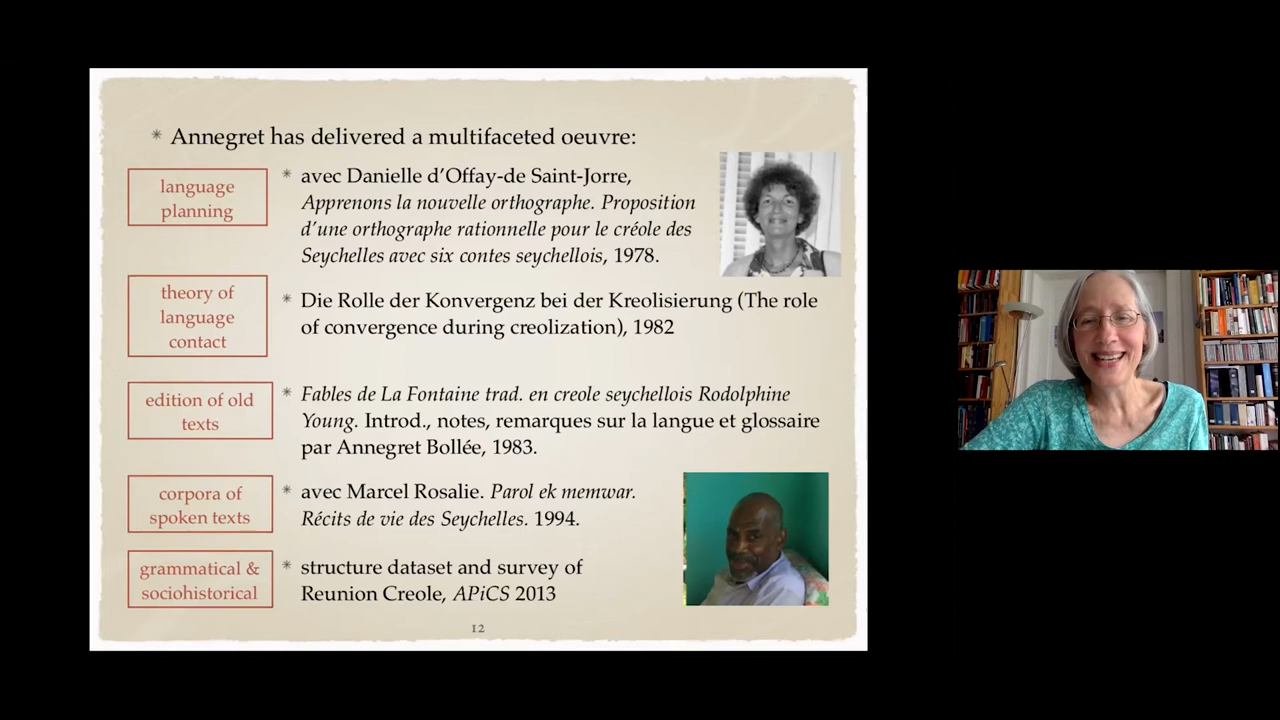 * Annegret has delivered a multifaceted oeuvre:
language
planning
* avec Danielle d'Offay-de Saint-Jorre,
Apprenons la nouvelle orthographe. Proposition
d'une orthographe rationnelle pour le créole des
Seychelles avec six contes seychellois, 1978.
theory of
language
contact
* Die Rolle der Konvergenz bei der Kreolisierung (The role
of convergence during creolization), 1982
edition of old
texts
* Fables de La Fontaine trad. en creole seychellois Rodolphine
Young. Introd., notes, remarques sur la langue et glossaire
par Annegret Bollée, 1983.
corpora of
spoken texts
* avec Marcel Rosalie. Parol ek memwar.
Récits de vie des Seychelles. 1994.
grammatical &
sociohistorical
* structure dataset and survey of
Reunion Creole, APiCS 2013
12